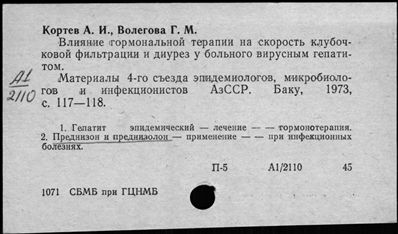 Кортев А. И., Волегова Г. М.
Влияние гормональной терапии на скорость клубоч-
ковой фильтрации и диурез у больного вирусным гепати-
том.
А1
2110
Материалы 4-го съезда эпидемиологов, микробиоло-
гов и инфекционистов АзССР. Баку, 1973,
с. 117—118.
1. Гепатит эпидемический — лечение — — гормонотерапия.
2. Преднизон и преднизолон — применение — — при инфекционных
болезнях.
П-5 А1/2110 45
1071 СБМБ при ГЦНМБ